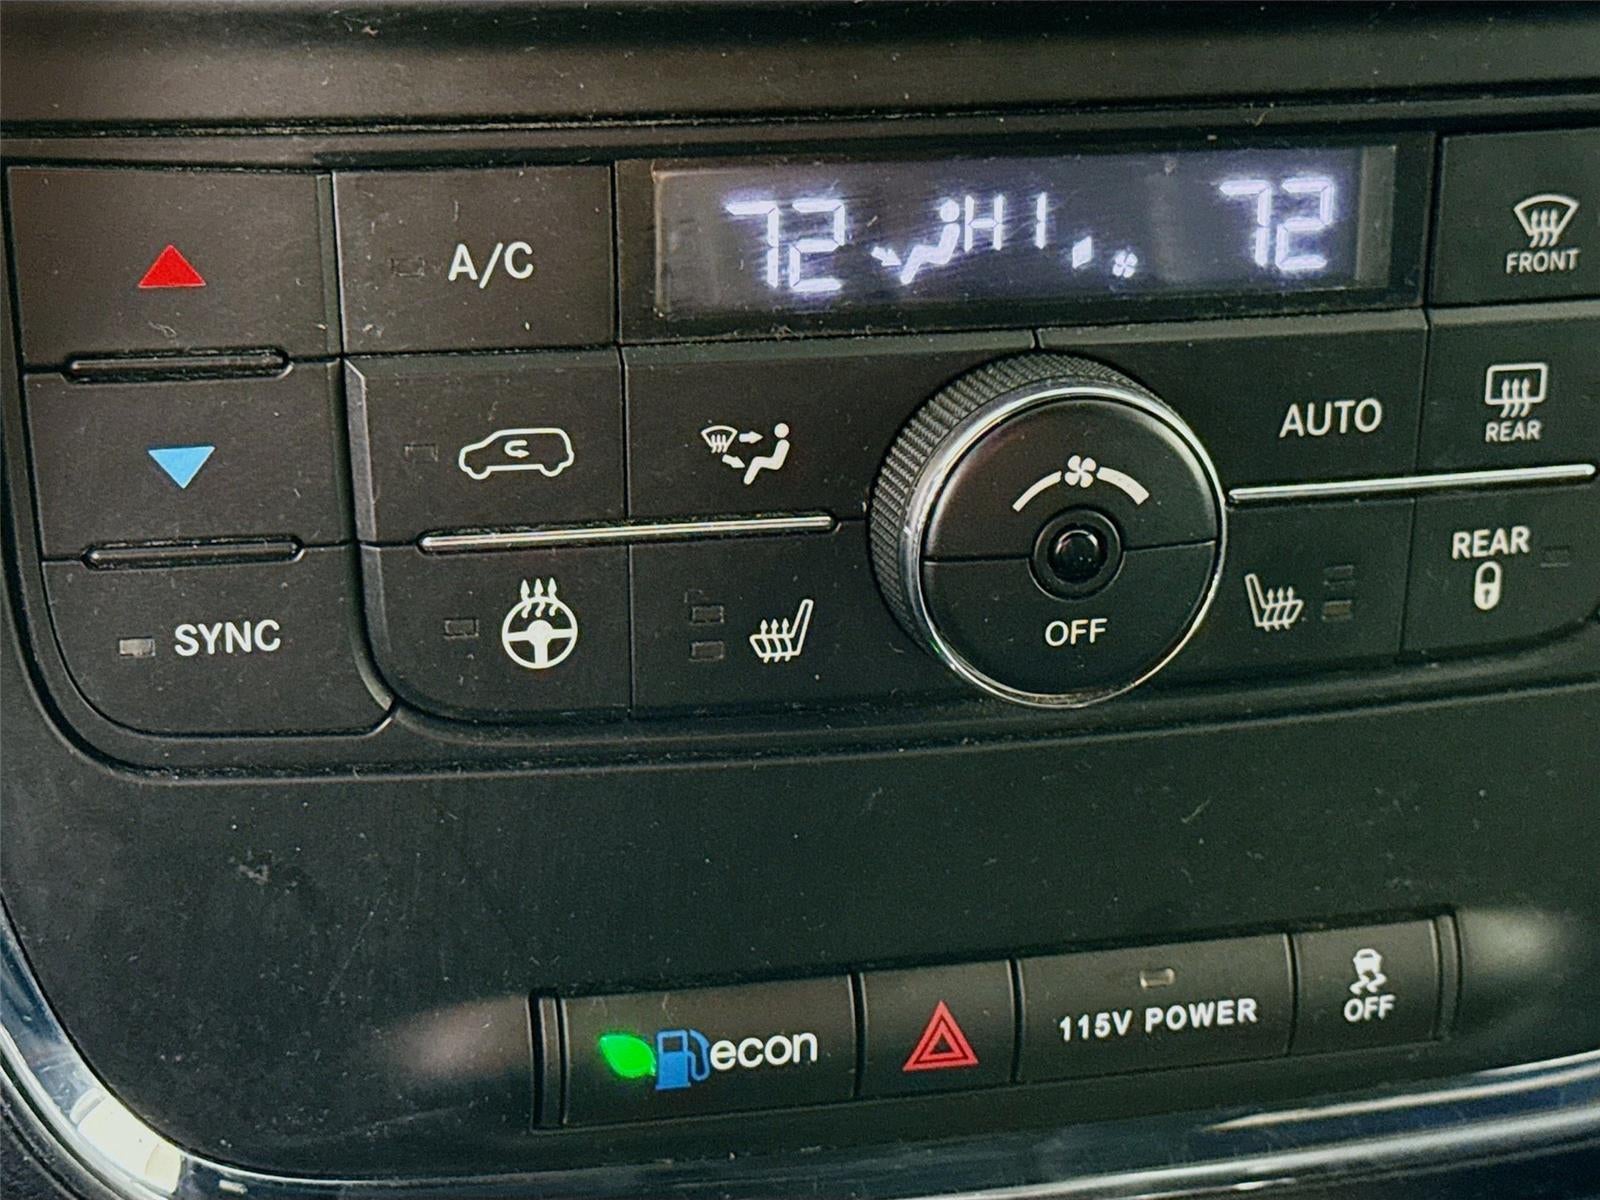 A/C
72 HI 72
FRONT
AUTO
REAR
SYNC
OFF
REAR
econ
115V POWER
OFF